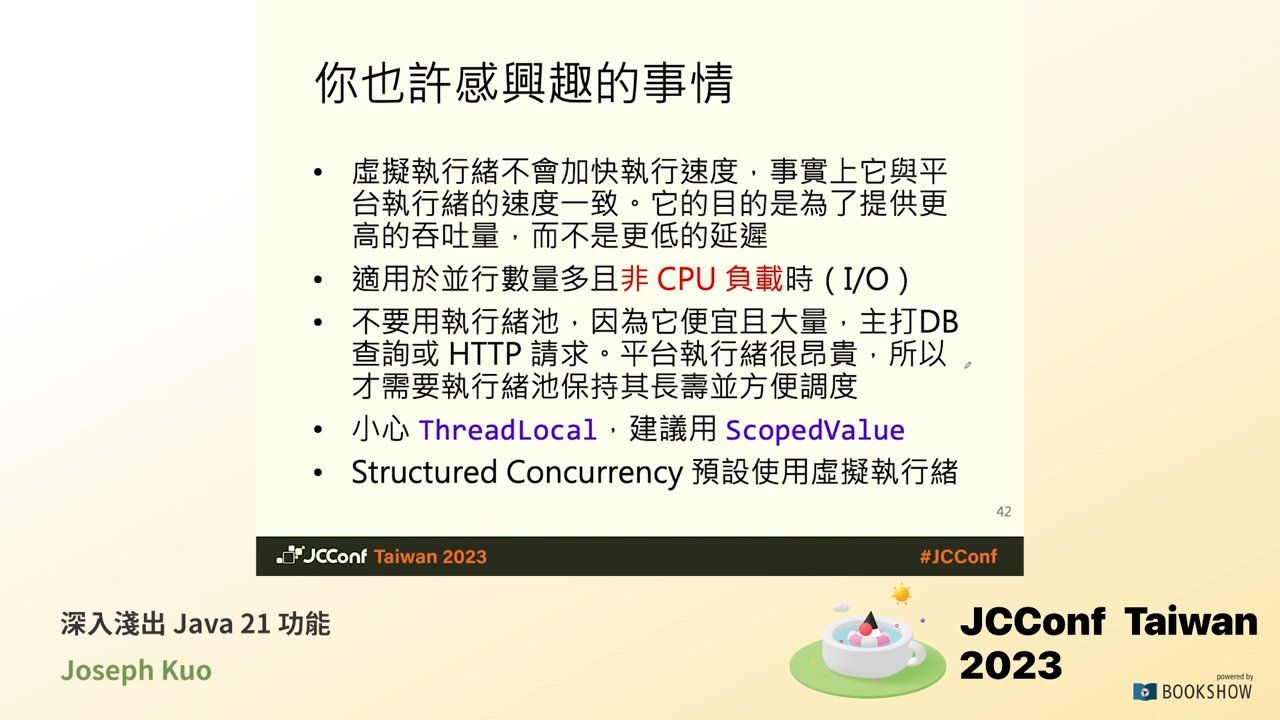 你也許感興趣的事情
• 虛擬執行緒不會加快執行速度，事實上它與平
台執行緒的速度一致。它的目的是為了提供更
高的吞吐量，而不是更低的延遲
• 適用於並行數量多且非 CPU 負載時（I/O）
• 不要用執行緒池，因為它便宜且大量，主打DB
查詢或 HTTP 請求。平台執行緒很昂貴，所以
才需要執行緒池保持其長壽並方便調度
• 小心 ThreadLocal，建議用 ScopedValue
• Structured Concurrency 預設使用虛擬執行緒
42
JCConf Taiwan 2023
#JCConf
深入淺出 Java 21 功能
Joseph Kuo
JCConf Taiwan
2023
powered by
BOOKSHOW